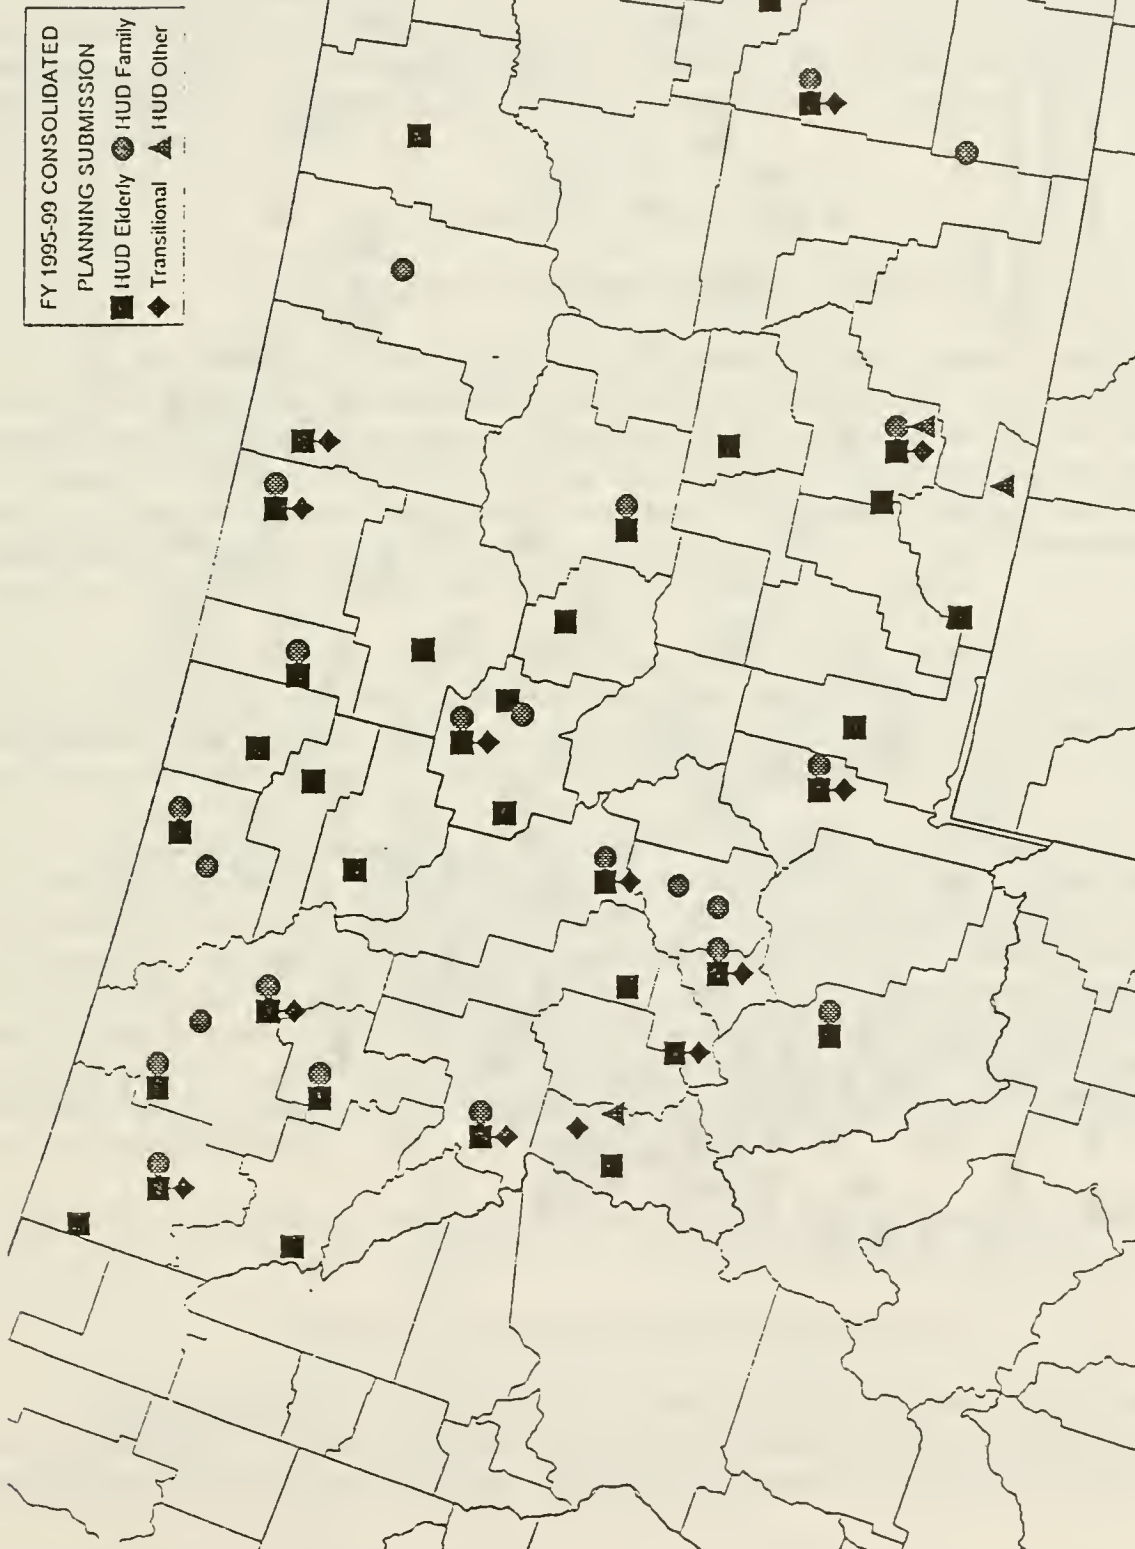 FY 1995-99 CONSOLIDATED
PLANNING SUBMISSION
HUD Elderly HUD Family
Transitional HUD Other